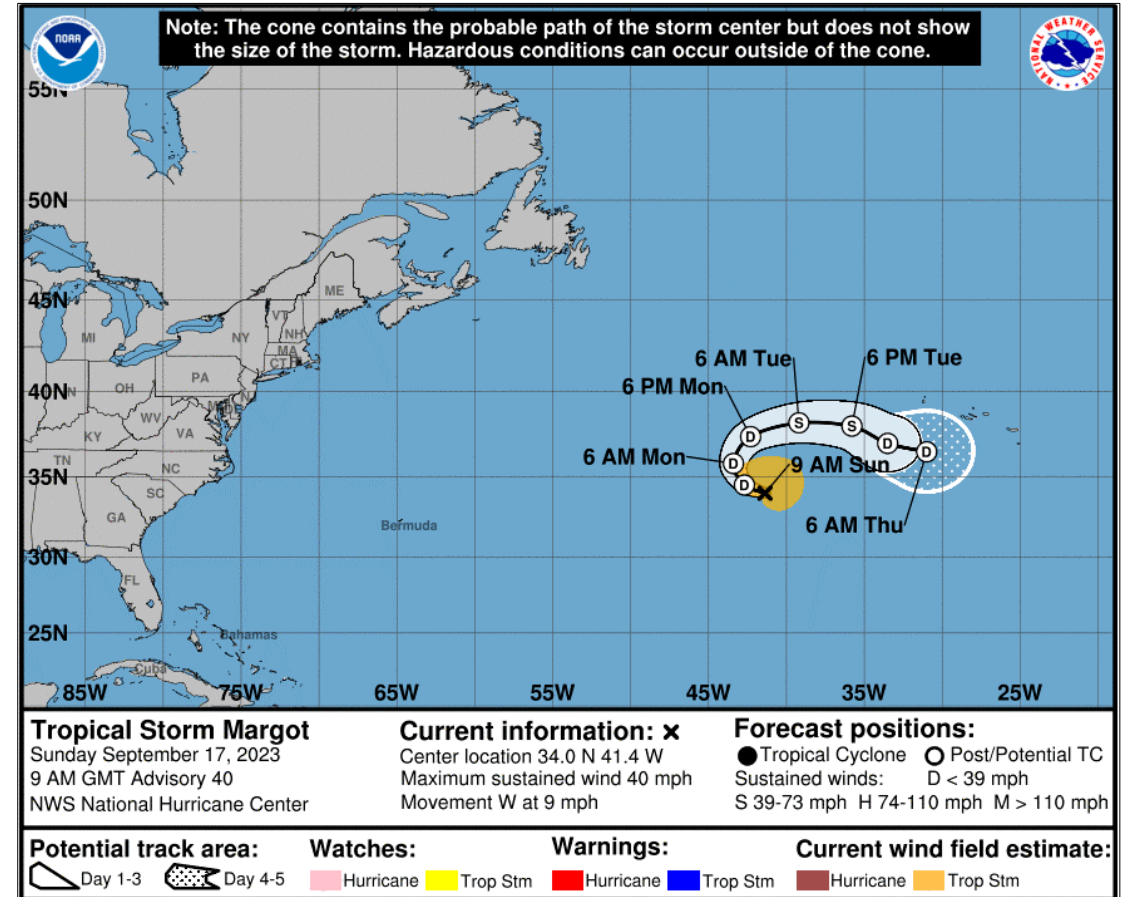 Note: The cone contains the probable path of the storm center but does not show
the size of the storm. Hazardous conditions can occur outside of the cone.
NOAA
NATIONAL WEATHER SERVICE
55N
50N
45N
40N
35N
30N
25N
ME
VT
NH
MI
NY
MA
CT
PA
OH
WV
VA
KY
TN
NC
SC
GA
FL
Bermuda
Bahamas
Cuba
6 AM Tue
6 PM Tue
6 PM Mon
6 AM Mon
9 AM Sun
6 AM Thu
D
D
D
S
S
D
D
85W 75W 65W 55W 45W 35W 25W
Tropical Storm Margot
Sunday September 17, 2023
9 AM GMT Advisory 40
NWS National Hurricane Center
Current information: x
Center location 34.0 N 41.4 W
Maximum sustained wind 40 mph
Movement W at 9 mph
Forecast positions:
Tropical Cyclone Post/Potential TC
Sustained winds: D < 39 mph
S 39-73 mph H 74-110 mph M > 110 mph
Potential track area:
Day 1-3 Day 4-5
Watches:
Hurricane Trop Stm
Warnings:
Hurricane Trop Stm
Current wind field estimate:
Hurricane Trop Stm